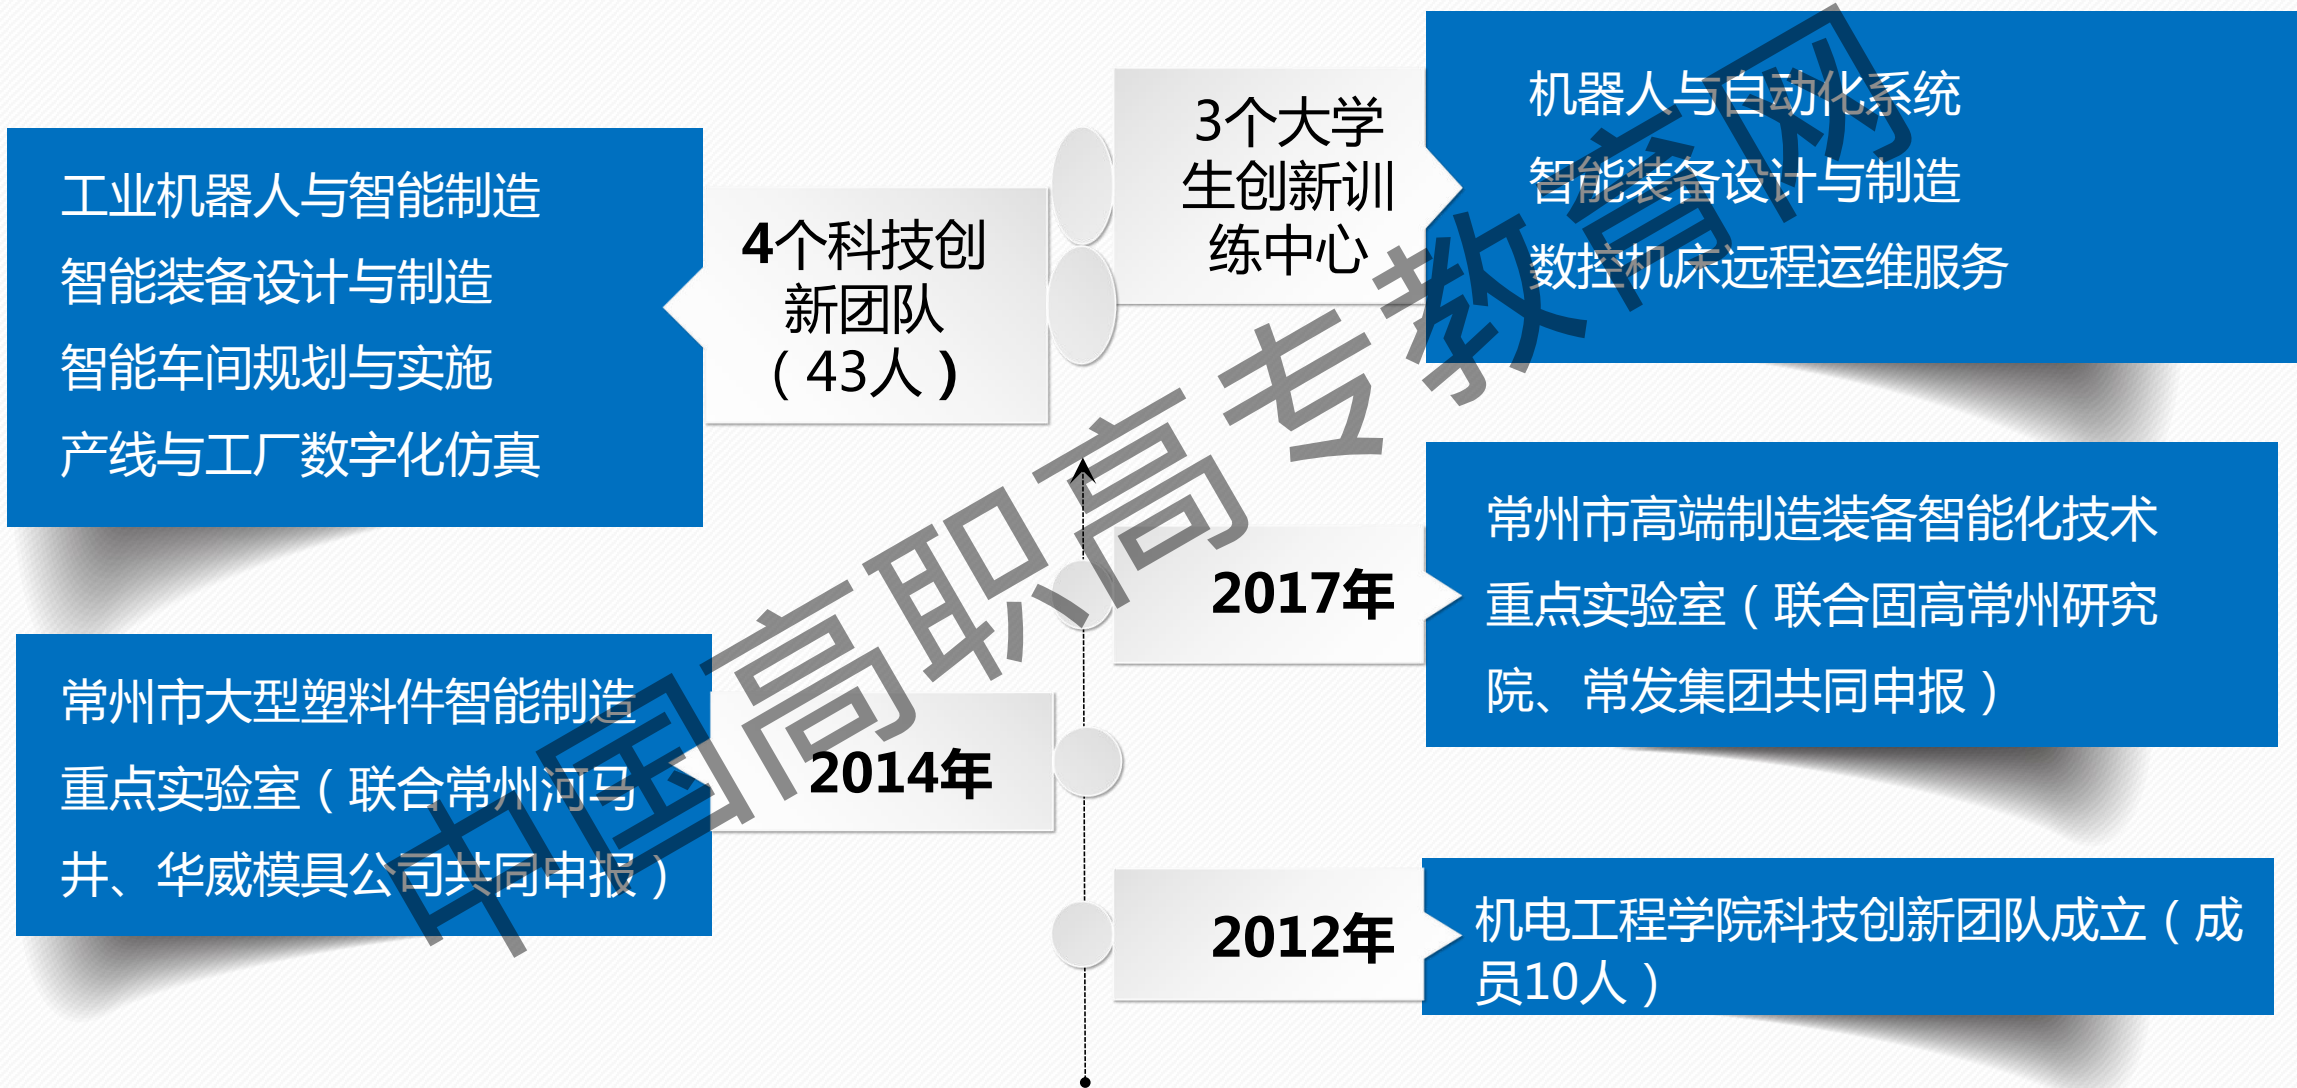 工业机器人与智能制造
智能装备设计与制造
智能车间规划与实施
产线与工厂数字化仿真
4个科技创
新团队
（43人）
3个大学
生创新训
练中心
机器人与自动化系统
智能装备设计与制造
数控机床远程运维服务
2017年
常州市高端制造装备智能化技术
重点实验室（联合固高常州研究
院、常发集团共同申报）
常州市大型塑料件智能制造
重点实验室（联合常州河马
井、华威模具公司共同申报）
2014年
2012年
机电工程学院科技创新团队成立（成
员10人）
中国高职高专教育网